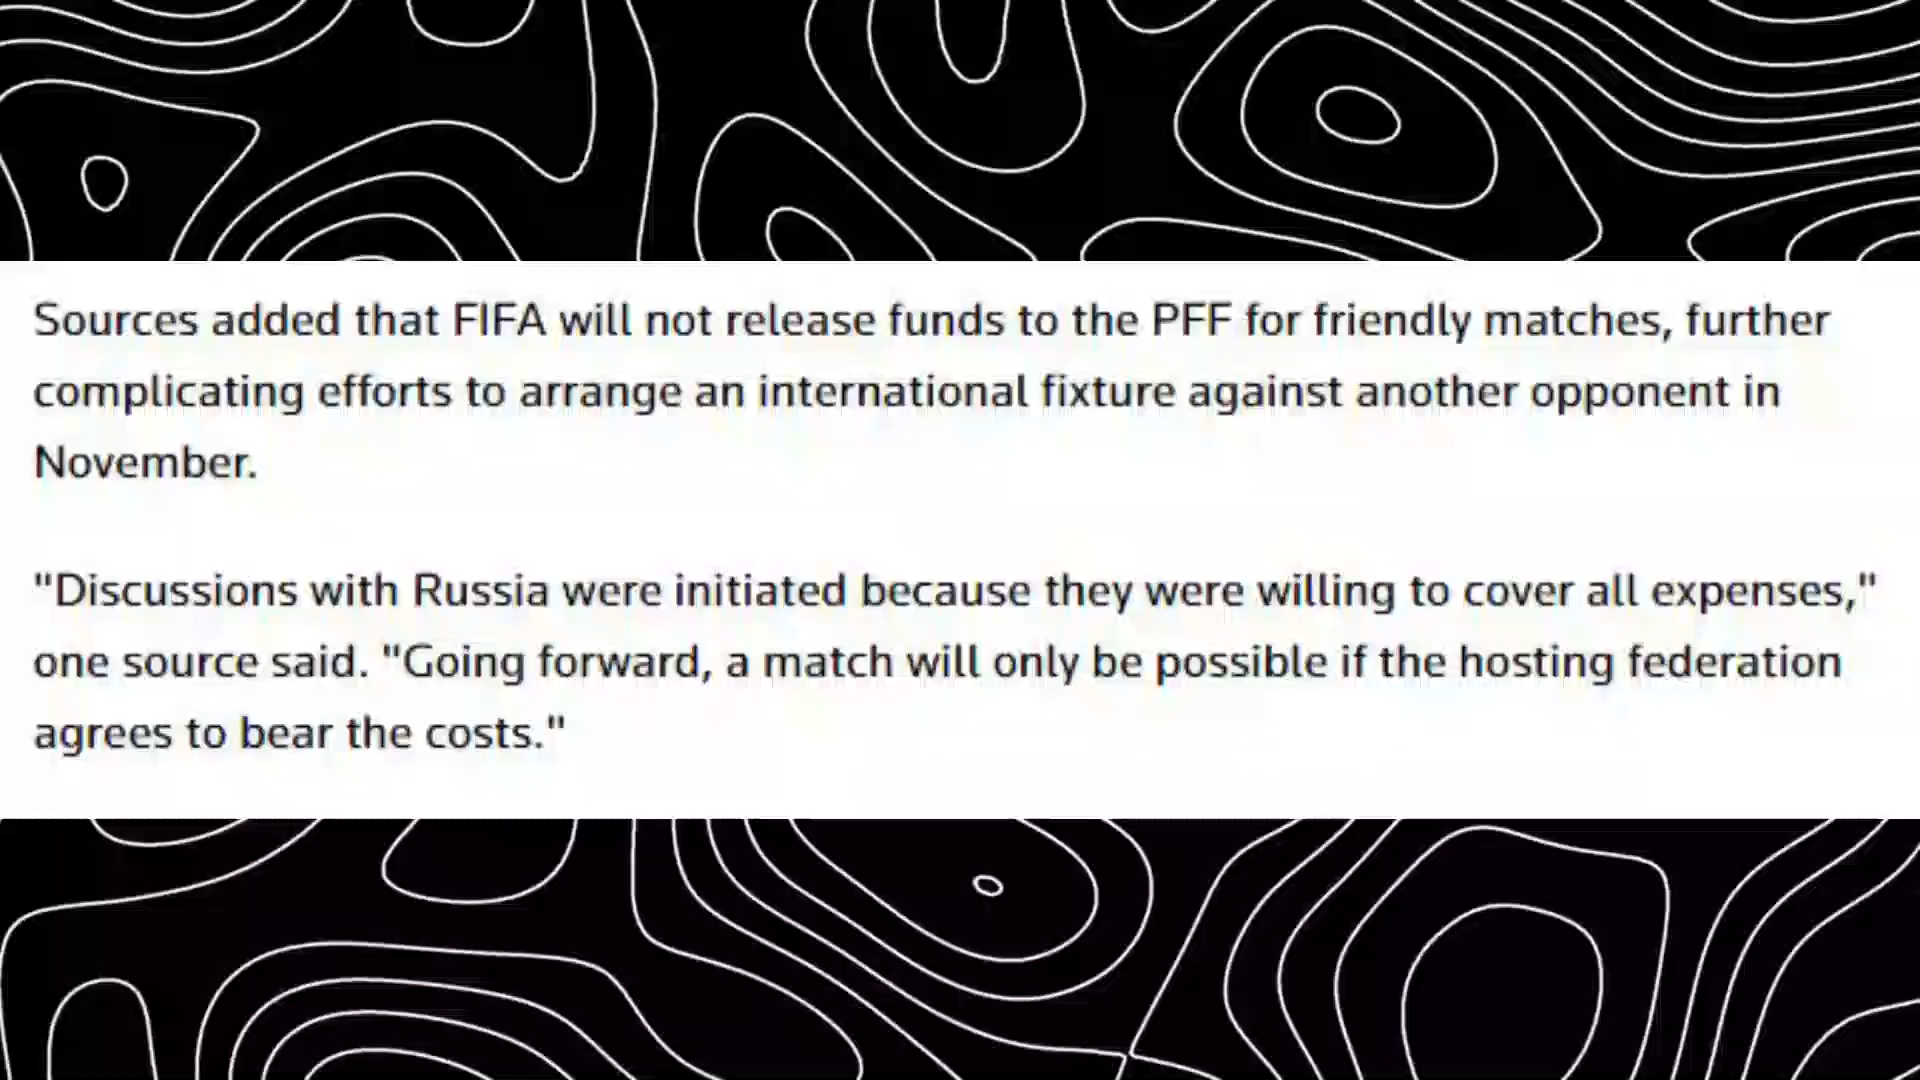 Sources added that FIFA will not release funds to the PFF for friendly matches, further
complicating efforts to arrange an international fixture against another opponent in
November.
"Discussions with Russia were initiated because they were willing to cover all expenses,"
one source said. "Going forward, a match will only be possible if the hosting federation
agrees to bear the costs."